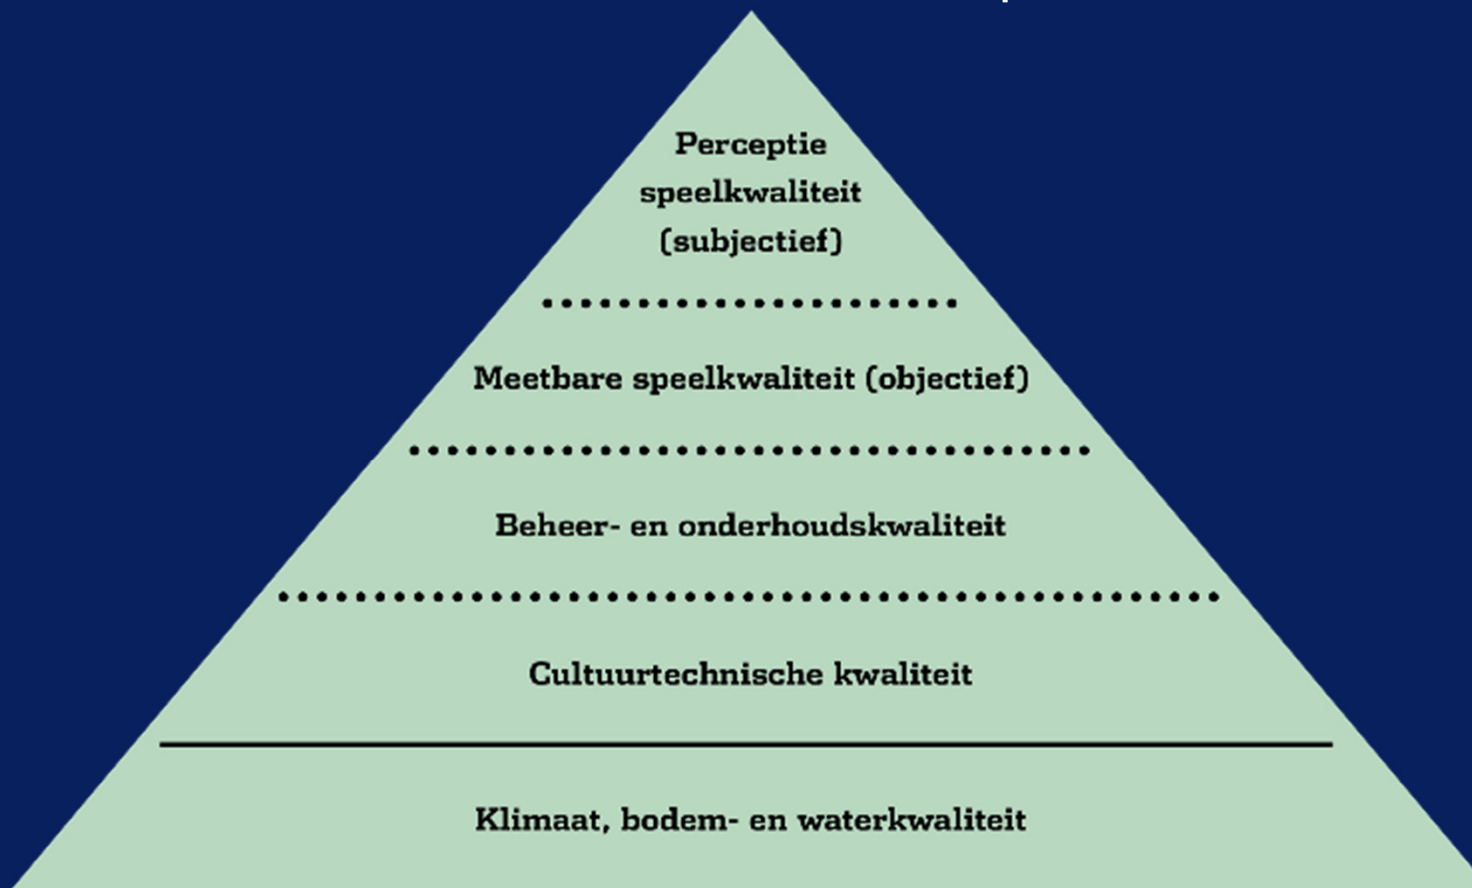 Perceptie
speelkwaliteit
(subjectief)
Meetbare speelkwaliteit (objectief)
Beheer- en onderhoudskwaliteit
Cultuurtechnische kwaliteit
Klimaat, bodem- en waterkwaliteit